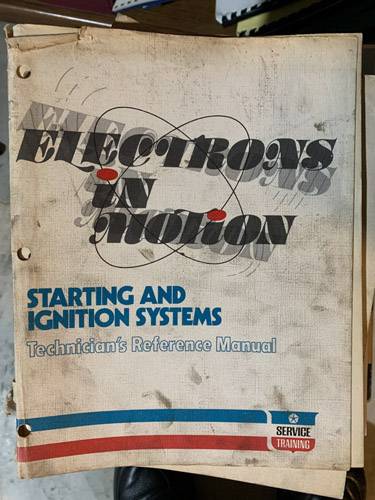 ELECTRONS
iN
MOTiON
STARTING AND
IGNITION SYSTEMS
Technician's Reference Manual
SERVICE
TRAINING